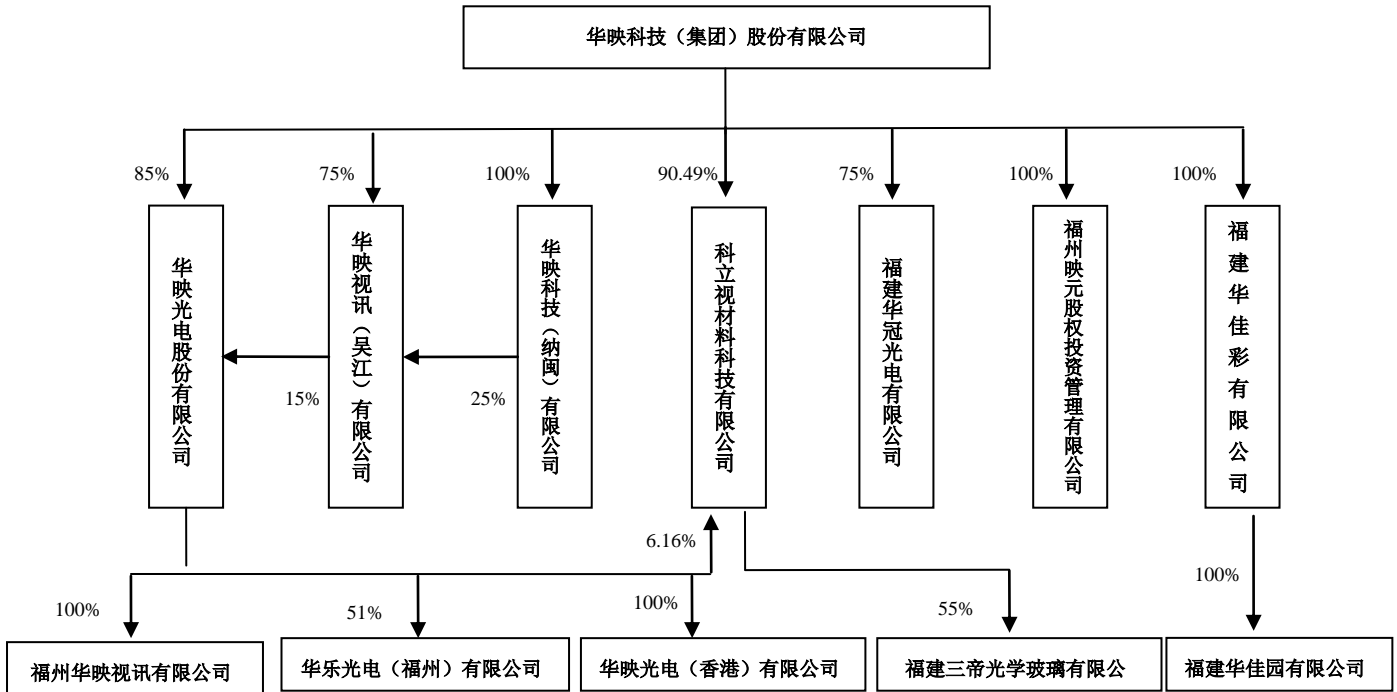 华映科技（集团）股份有限公司
85%
75%
100%
90.49%
75%
100%
100%
华映光电股份有限公司
华映视讯（吴江）有限公司
华映科技（纳闽）有限公司
科立视材料科技有限公司
福建华冠光电有限公司
福州映元股权投资管理有限公司
福建华佳彩有限公司
15%
25%
6.16%
100%
51%
100%
55%
100%
福州华映视讯有限公司
华乐光电（福州）有限公司
华映光电（香港）有限公司
福建三帝光学玻璃有限公
福建华佳园有限公司